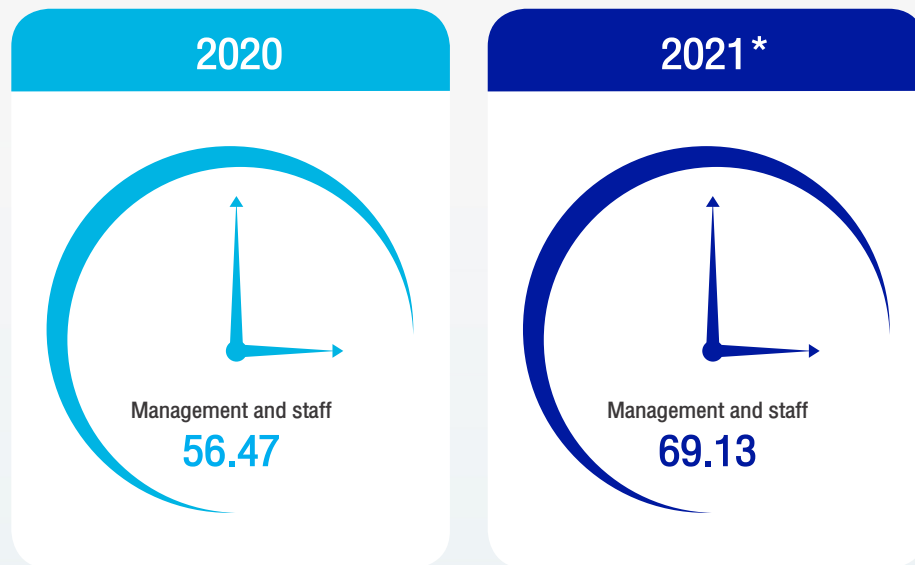 2020
Management and staff
56.47
2021*
Management and staff
69.13